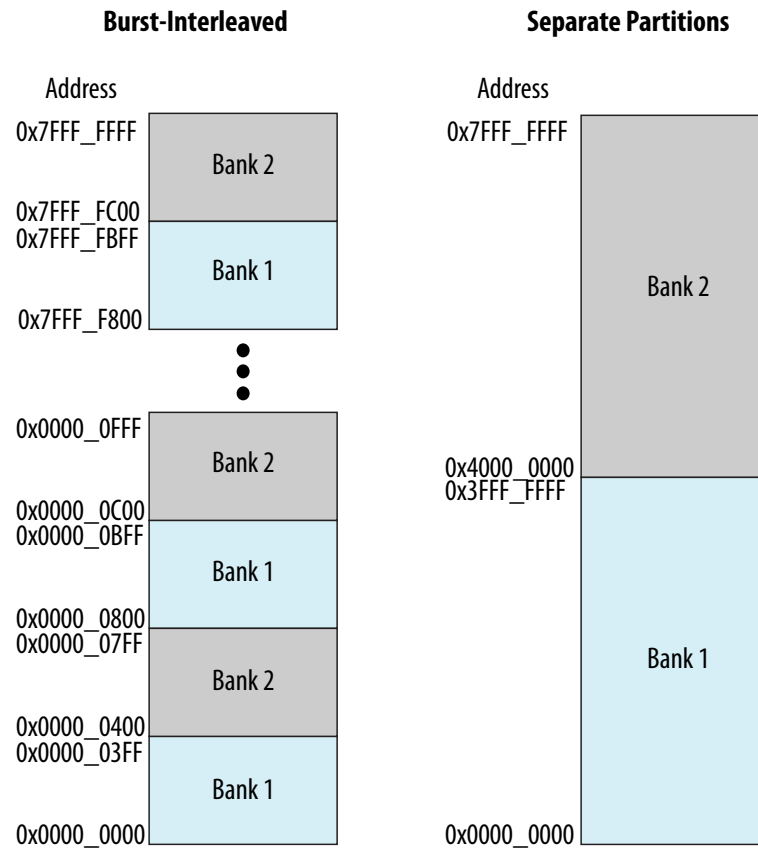 Burst-Interleaved
Address
0x7FFF_FFFF
Bank 2
0x7FFF_FC00
0x7FFF_FBFF
Bank 1
0x7FFF_F800
0x0000_0FFF
Bank 2
0x0000_0C00
0x0000_0BFF
Bank 1
0x0000_0800
0x0000_07FF
Bank 2
0x0000_0400
0x0000_03FF
Bank 1
0x0000_0000
Separate Partitions
Address
0x7FFF_FFFF
Bank 2
0x4000_0000
0x3FFF_FFFF
Bank 1
0x0000_0000